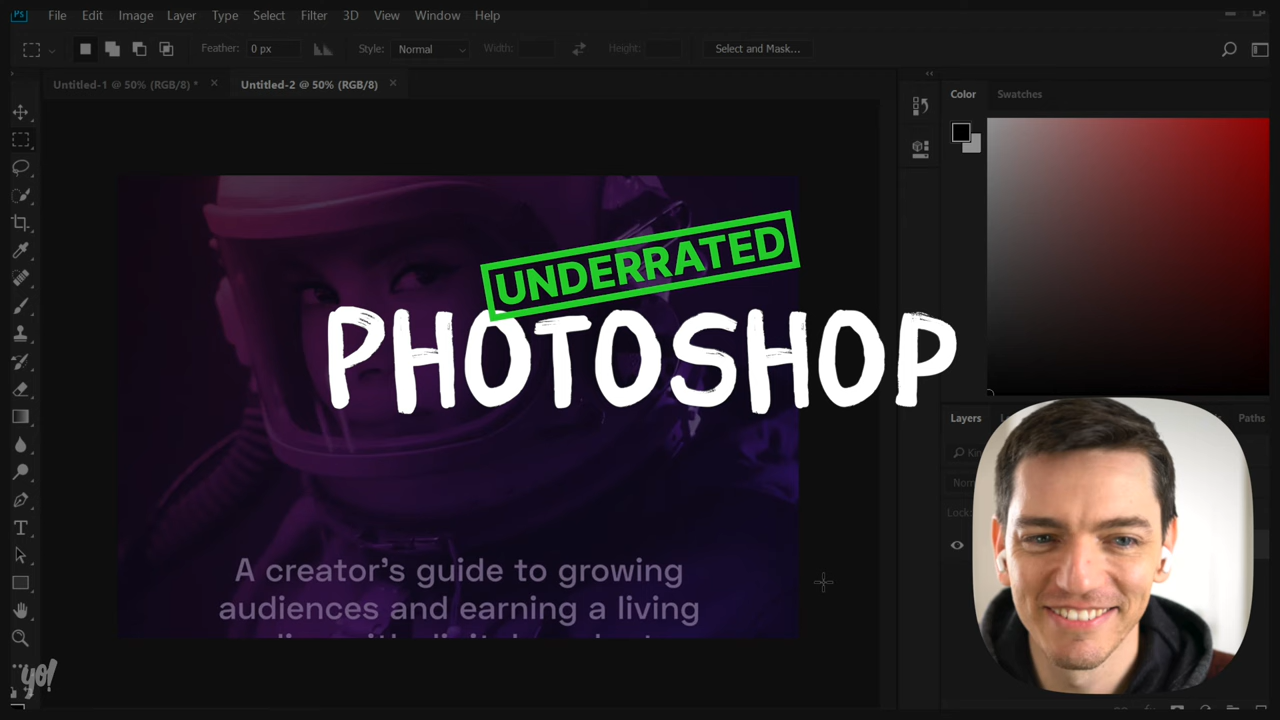 Ps File Edit Image Layer Type Select Filter 3D View Window Help
Feather: 0 px Style: Normal Width: Height: Select and Mask...
Untitled-1 @ 50% (RGB/8) * × Untitled-2 @ 50% (RGB/8) ×
Color Swatches
UNDERRATED
PHOTOSHOP
Layers Paths
Lock:
A creator's guide to growing
audiences and earning a living
yo!